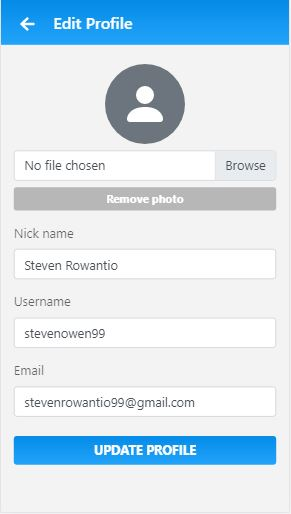 Edit Profile
No file chosen Browse
Remove photo
Nick name
Steven Rowantio
Username
stevenowen99
Email
stevenrowantio99@gmail.com
UPDATE PROFILE